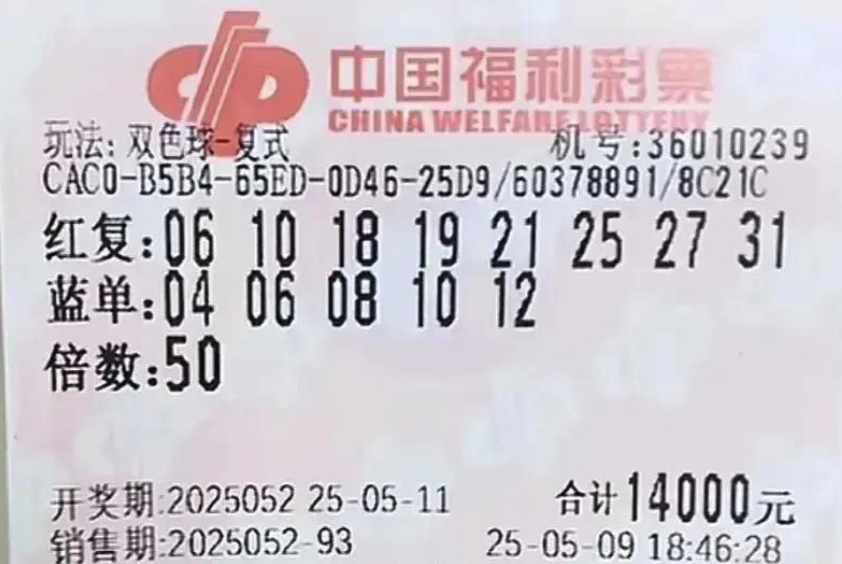 中国福利彩票
CHINA WELFARE LOTTERY
玩法:双色球-复式 机号:36010239
CAC0-B5B4-65ED-0D46-25D9/60378891/8C21C
红复:06 10 18 19 21 25 27 31
蓝单:04 06 08 10 12
倍数:50
开奖期:2025052 25-05-11 合计14000元
销售期:2025052-93 25-05-09 18:46:28